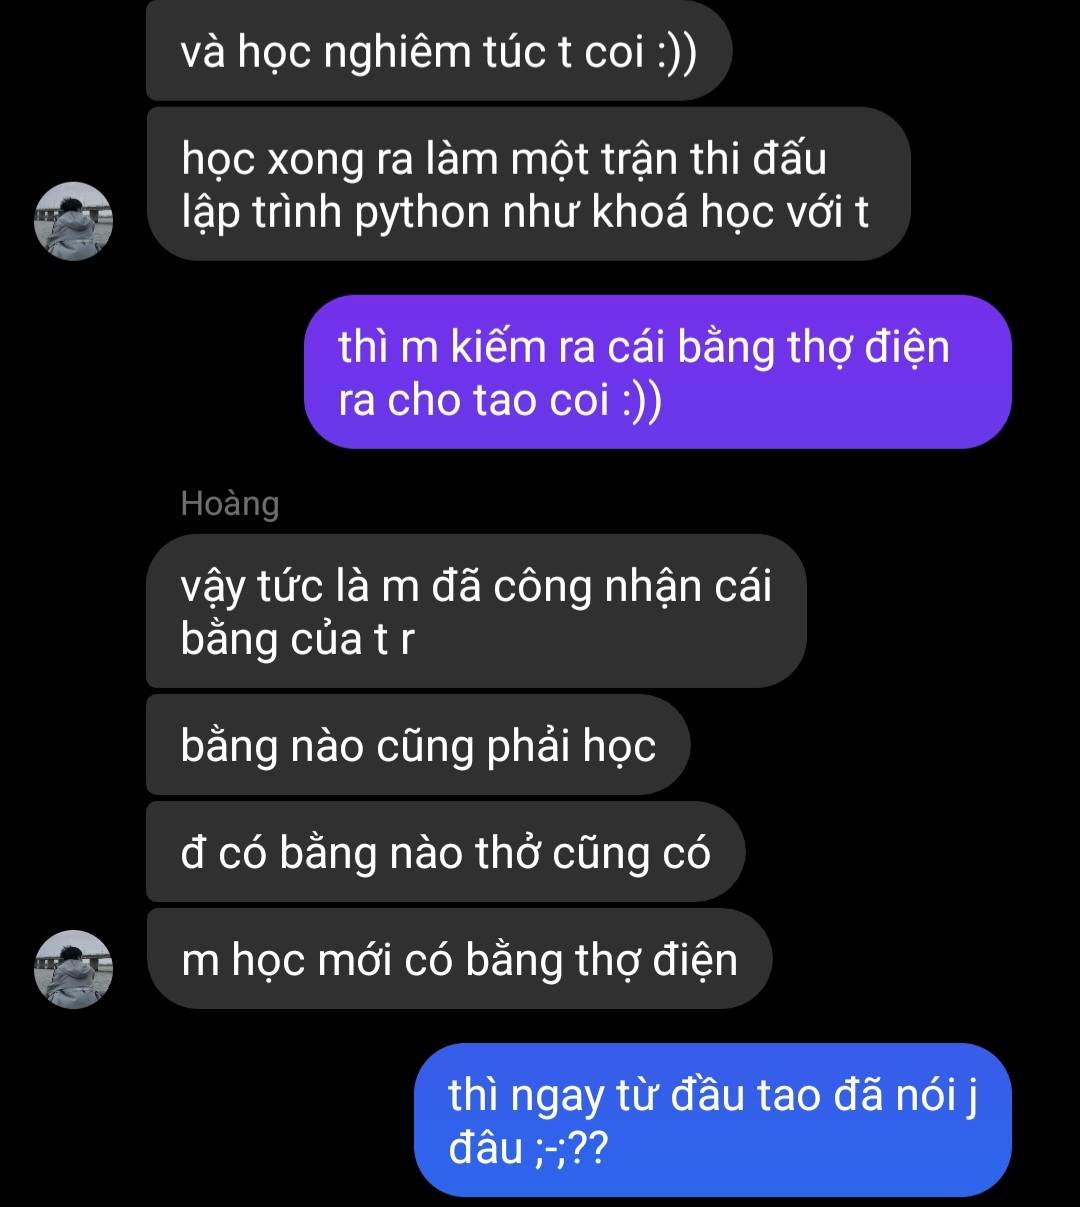 và học nghiêm túc t coi :))
học xong ra làm một trận thi đấu
lập trình python như khoá học với t
thì m kiếm ra cái bằng thợ điện
ra cho tao coi :))
Hoàng
vậy tức là m đã công nhận cái
bằng của t r
bằng nào cũng phải học
đ có bằng nào thở cũng có
m học mới có bằng thợ điện
thì ngay từ đầu tao đã nói j
đâu ;-;??